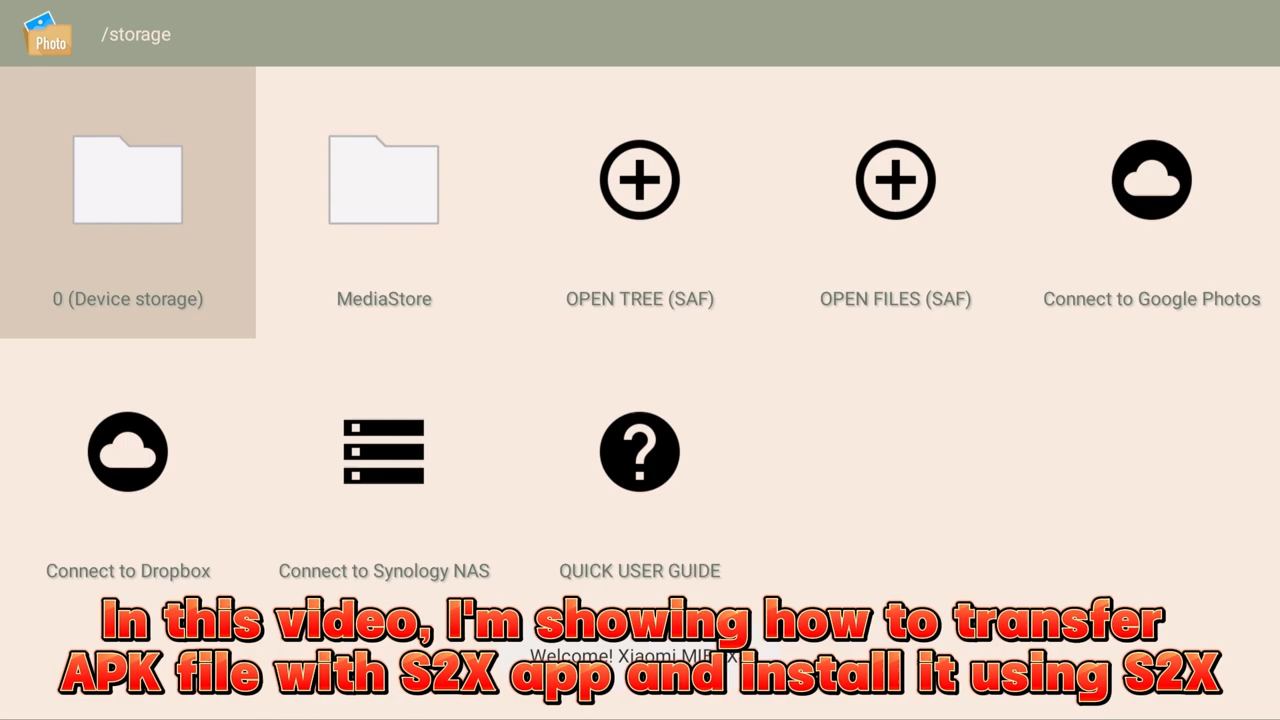 Photo
/storage
0 (Device storage)
MediaStore
OPEN TREE (SAF)
OPEN FILES (SAF)
Connect to Google Photos
Connect to Dropbox
Connect to Synology NAS
QUICK USER GUIDE
In this video, I'm showing how to transfer
Welcome! Xiaomi
APK file with S2X app and install it using S2X